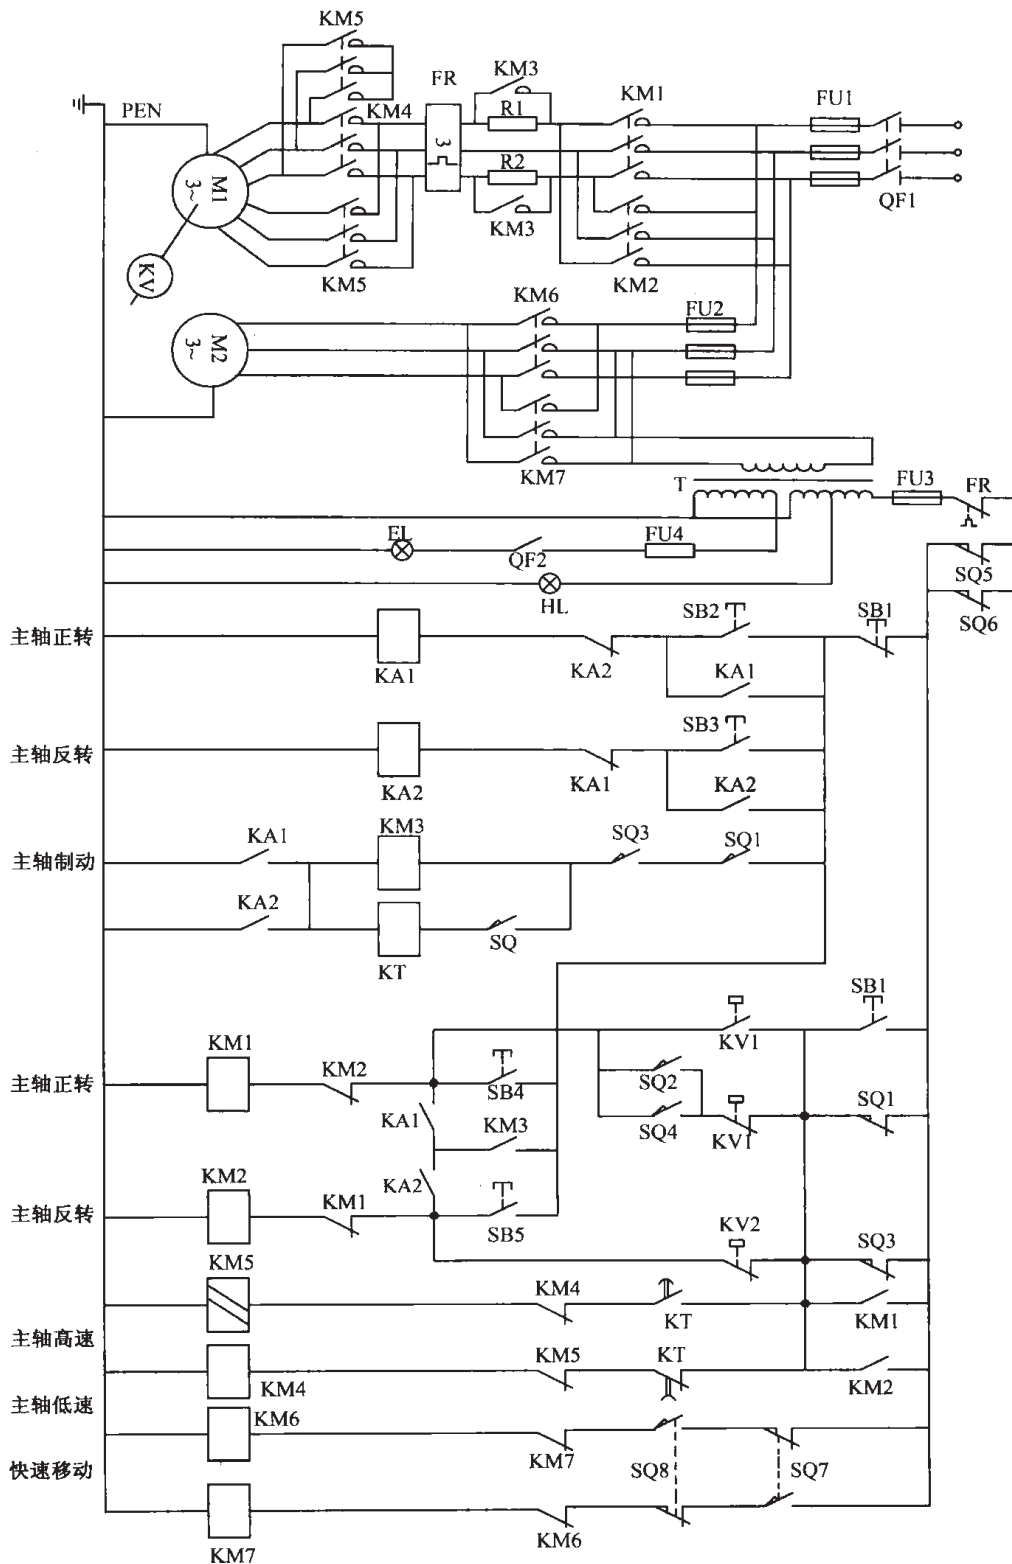 KM5
PEN
KM4
FR
KM3
R1
KM1
FU1
3
M1
3~
R2
KM3
QF1
KV
KM5
KM2
KM6
FU2
M2
3~
KM7
T
FU3
FR
EL
QF2
FU4
SQ5
HL
SQ6
主轴正转
KA1
KA2
SB2
SB1
KA1
主轴反转
KA2
KA1
SB3
KA2
主轴制动
KA1
KM3
SQ3
SQ1
KA2
KT
SQ
KV1
SB1
主轴正转
KM1
KM2
SB4
SQ2
KA1
KM3
SQ4
KV1
SQ1
主轴反转
KM2
KM1
KA2
SB5
KV2
SQ3
KM5
KM4
KT
KM1
主轴高速
KM4
KM5
KT
KM2
主轴低速
KM6
KM7
SQ8
SQ7
快速移动
KM7
KM6